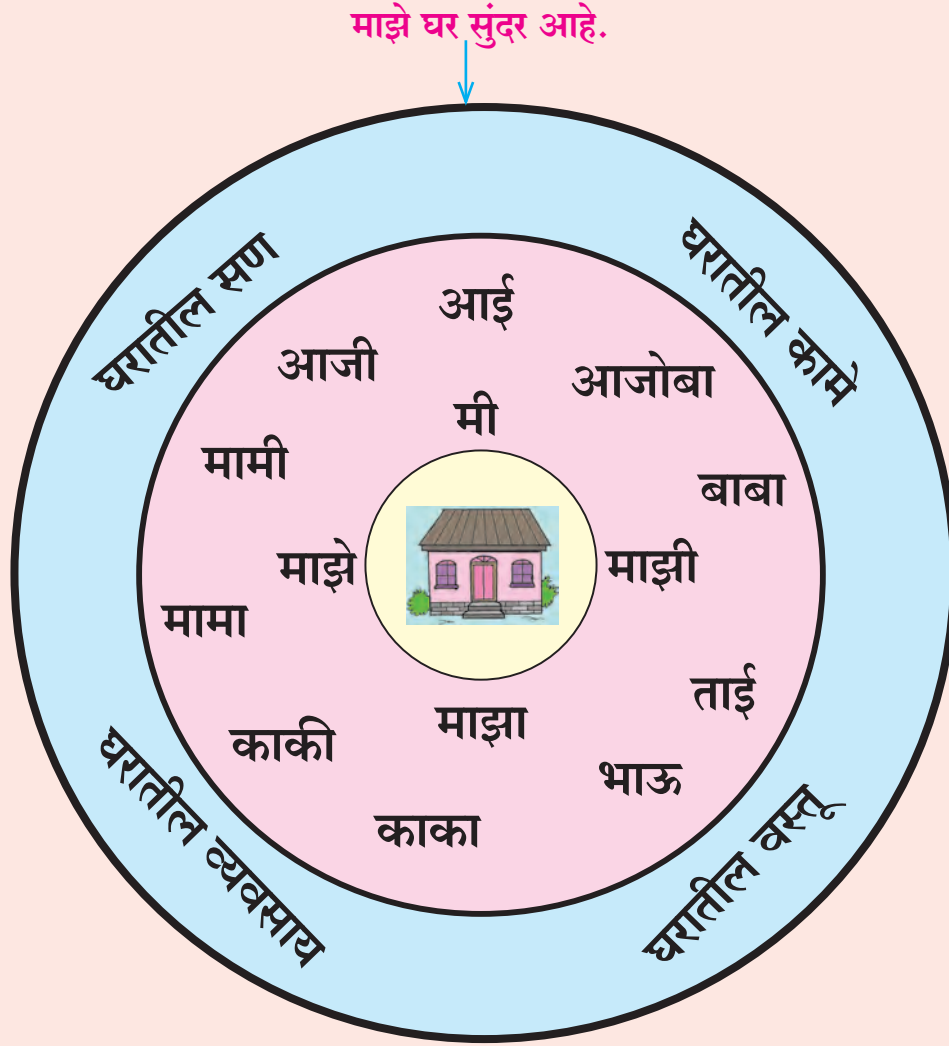 माझे घर सुंदर आहे.
घरातील सण
घरातील कामे
आई
आजी
आजोबा
मी
मामी
बाबा
माझे
माझी
मामा
ताई
माझा
काकी
भाऊ
काका
घरातील व्यवसाय
घरातील वस्तू